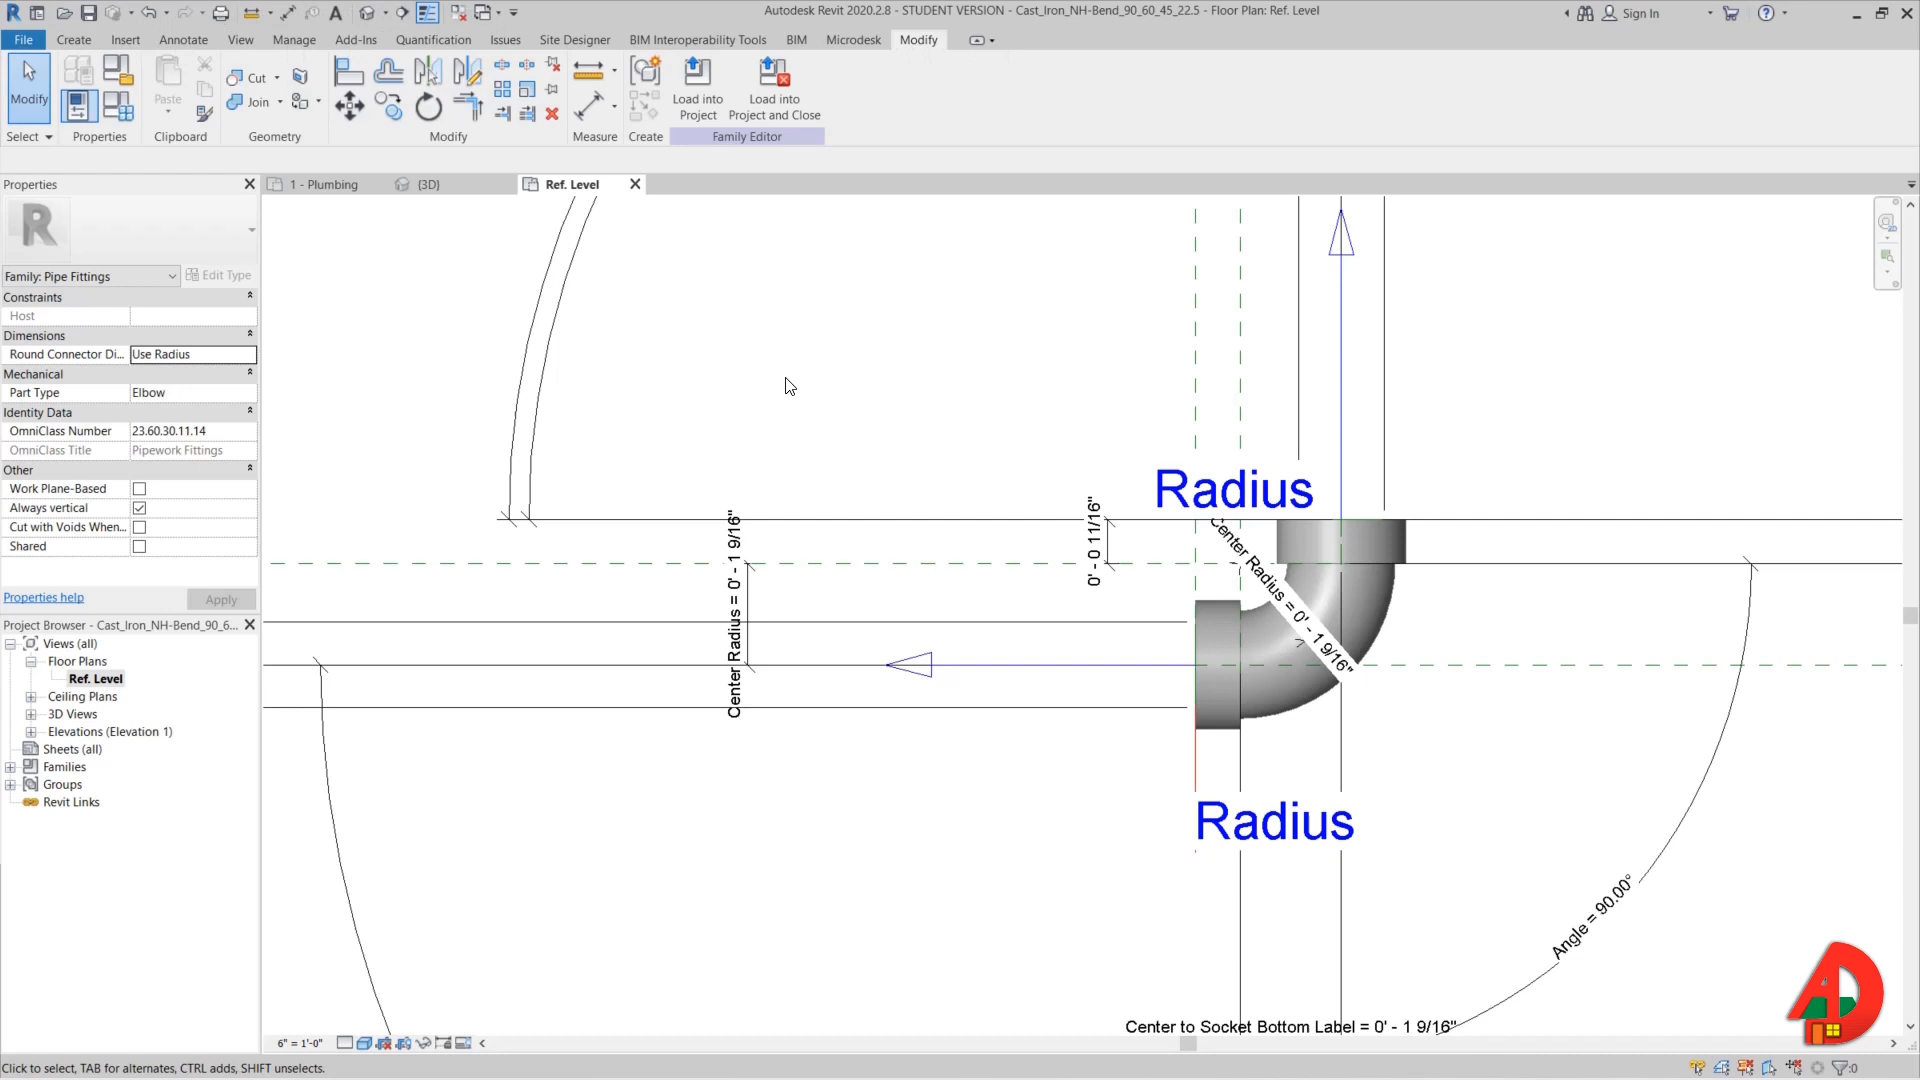 Autodesk Revit 2020.2.8 - STUDENT VERSION - Cast_Iron_NH-Bend_90_60_45_22.5 - Floor Plan: Ref. Level
Sign In
File Create Insert Annotate View Manage Add-Ins Quantification Issues Site Designer BIM Interoperability Tools BIM Microdesk Modify
Modify
Paste
Cut
Join
Load into Project
Load into Project and Close
Select Properties Clipboard Geometry Modify Measure Create Family Editor
Properties
1 - Plumbing
{3D}
Ref. Level
Family: Pipe Fittings
Edit Type
Constraints
Host
Dimensions
Round Connector Di... Use Radius
Mechanical
Part Type Elbow
Identity Data
OmniClass Number 23.60.30.11.14
OmniClass Title Pipework Fittings
Other
Work Plane-Based
Always vertical
Cut with Voids When...
Shared
Properties help
Apply
Project Browser - Cast_Iron_NH-Bend_90_6...
Views (all)
Floor Plans
Ref. Level
Ceiling Plans
3D Views
Elevations (Elevation 1)
Sheets (all)
Families
Groups
Revit Links
Radius
0' - 0 11/16"
Center Radius = 0' - 1 9/16"
Center Radius = 0' - 1 9/16"
Radius
Angle = 90.00°
Center to Socket Bottom Label = 0' - 1 9/16"
6" = 1'-0"
Click to select, TAB for alternates, CTRL adds, SHIFT unselects.
:0